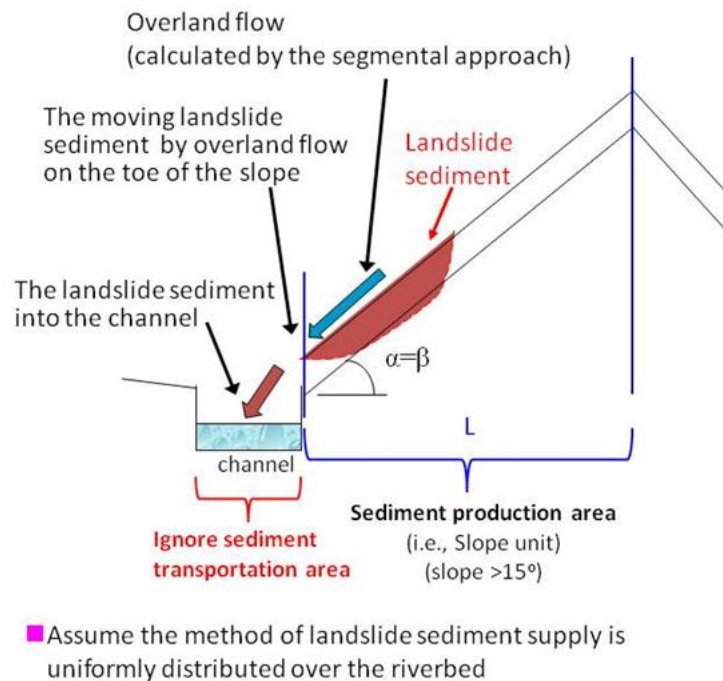 Overland flow
(calculated by the segmental approach)
The moving landslide
sediment by overland flow
on the toe of the slope
Landslide
sediment
The landslide sediment
into the channel
α=β
L
channel
Ignore sediment
transportation area
Sediment production area
(i.e., Slope unit)
(slope >15º)
Assume the method of landslide sediment supply is
uniformly distributed over the riverbed